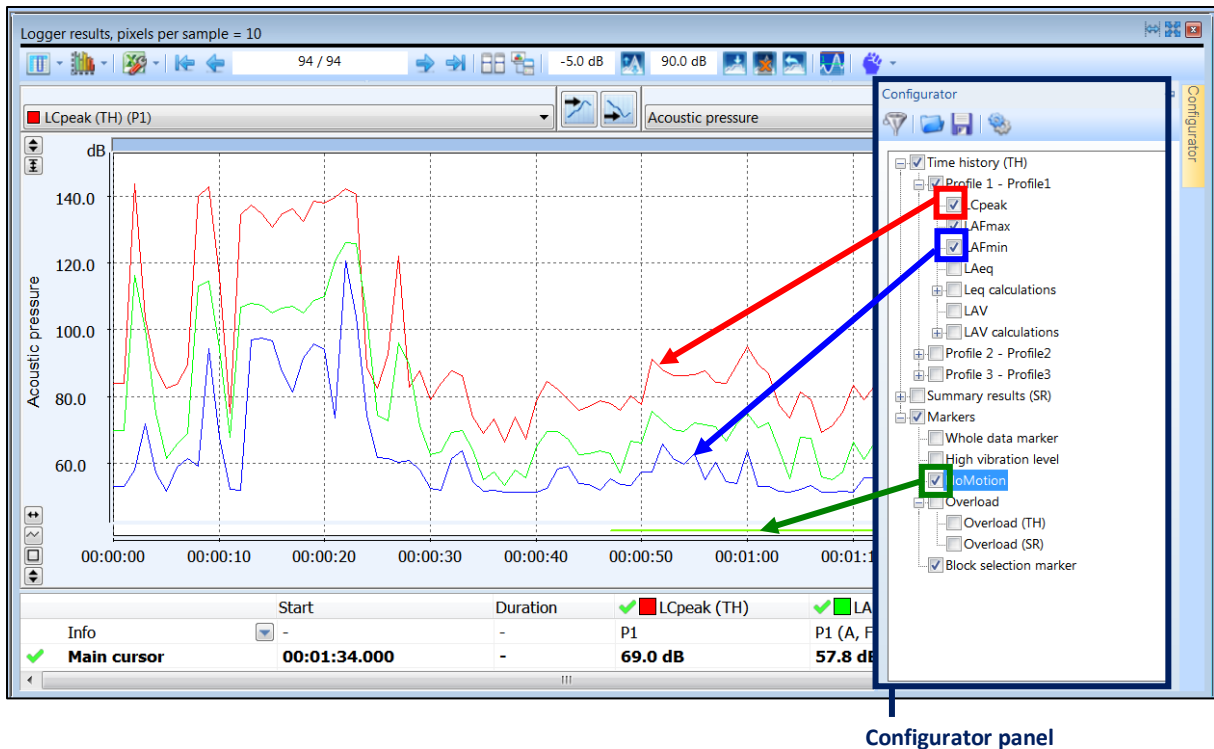 Logger results, pixels per sample = 10
94 / 94
-5.0 dB
90.0 dB
LCpeak (TH) (P1)
Acoustic pressure
dB
140.0
120.0
100.0
80.0
60.0
Acoustic pressure
00:00:00 00:00:10 00:00:20 00:00:30 00:00:40 00:00:50 00:01:00 00:01:1
Start Duration LCpeak (TH) LA
Info - - P1 P1 (A, F
Main cursor 00:01:34.000 - 69.0 dB 57.8 dB
Configurator
Configurator
Time history (TH)
Profile 1 - Profile1
LCpeak
LAFmax
LAFmin
LAeq
Leq calculations
LAV
LAV calculations
Profile 2 - Profile2
Profile 3 - Profile3
Summary results (SR)
Markers
Whole data marker
High vibration level
oMotion
Overload
Overload (TH)
Overload (SR)
Block selection marker
Configurator panel